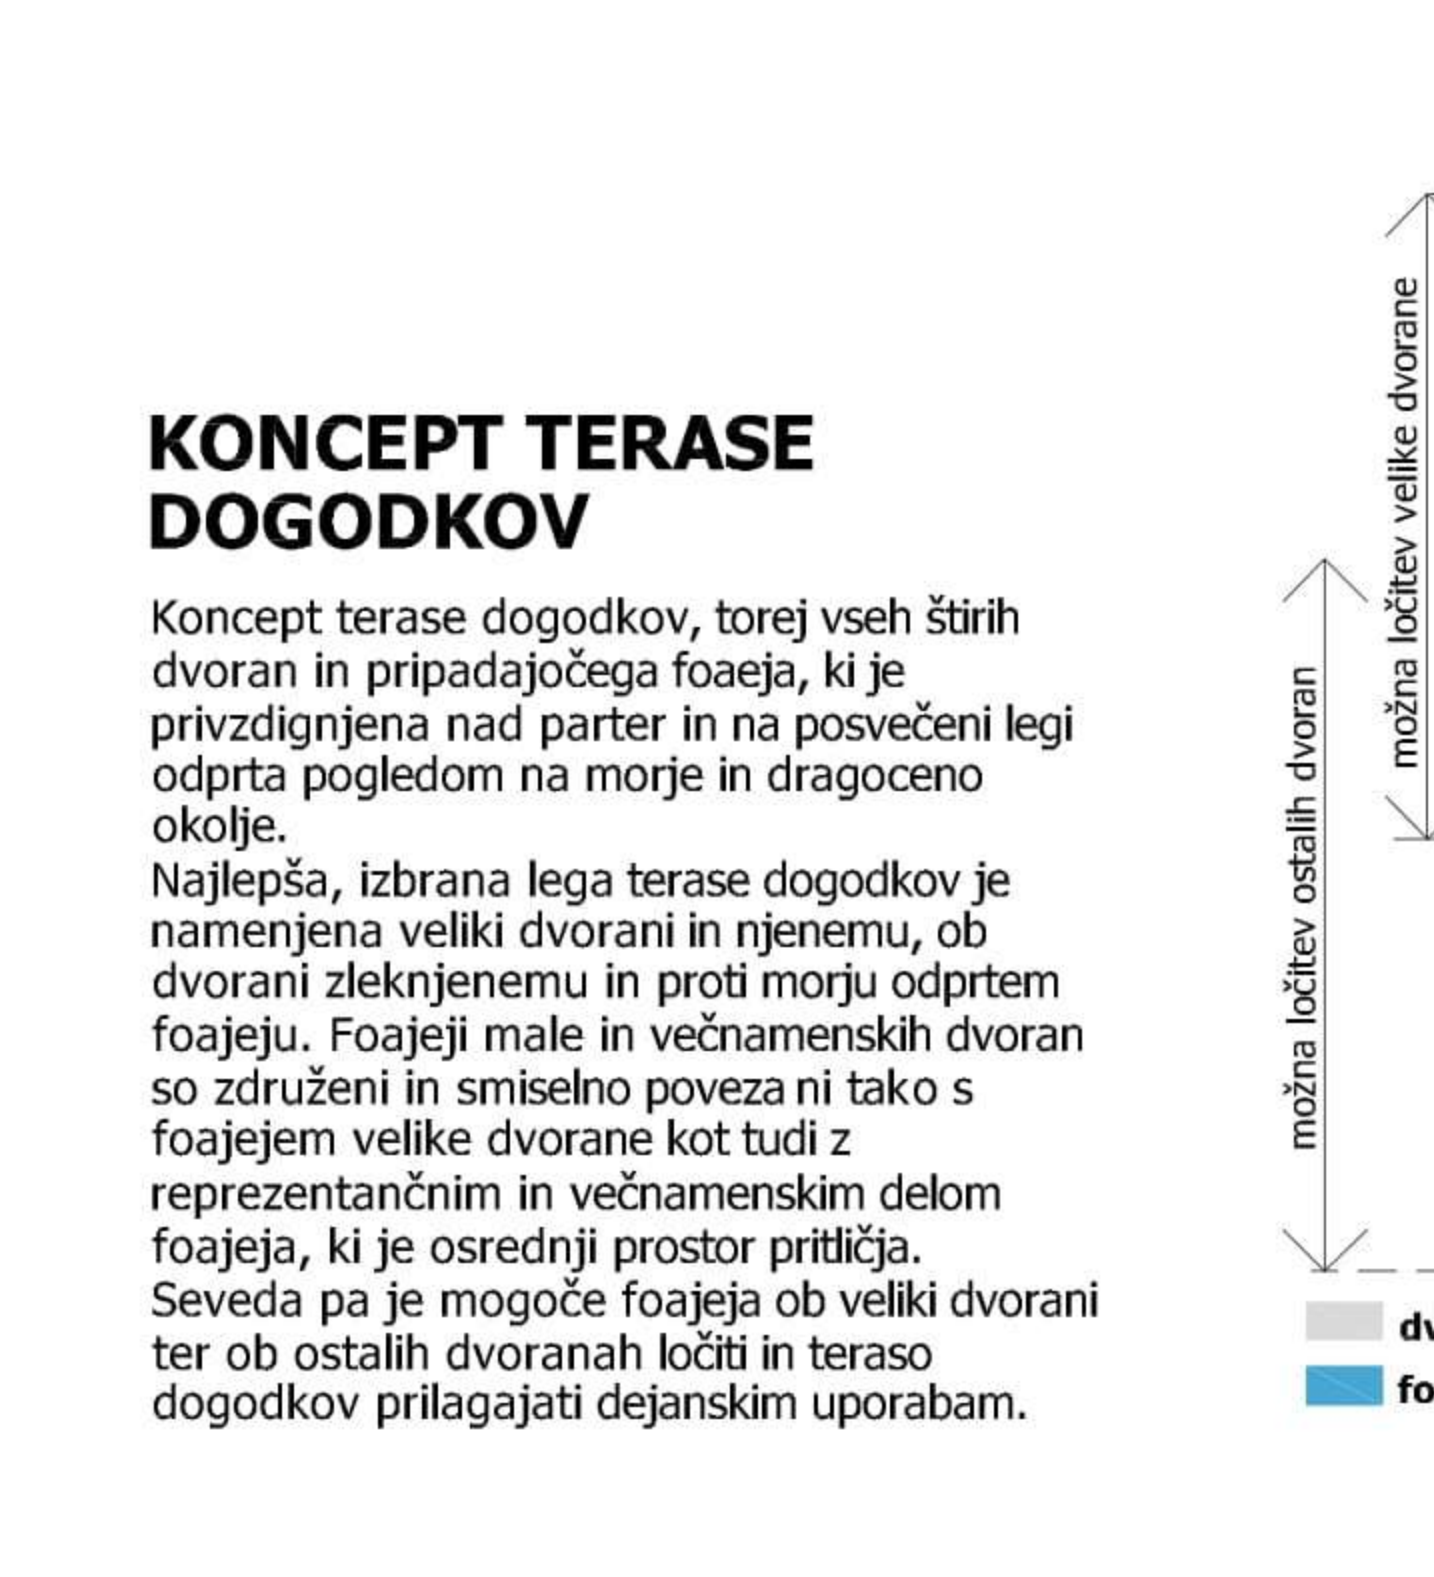 KONCEPT TERASE
DOGODKOV
Koncept terase dogodkov, torej vseh štirih
dvoran in pripadajočega foaeja, ki je
privzdignjena nad parter in na posvečeni legi
odprta pogledom na morje in dragoceno
okolje.
Najlepša, izbrana lega terase dogodkov je
namenjena veliki dvorani in njenemu, ob
dvorani zleknjenemu in proti morju odprtem
foajeju. Foajeji male in večnamenskih dvoran
so združeni in smiselno povezani tako s
foajejem velike dvorane kot tudi z
reprezentančnim in večnamenskim delom
foajeja, ki je osrednji prostor pritličja.
Seveda pa je mogoče foajeja ob veliki dvorani
ter ob ostalih dvoranah ločiti in teraso
dogodkov prilagajati dejanskim uporabam.
možna ločitev ostalih dvoran
možna ločitev velike dvorane